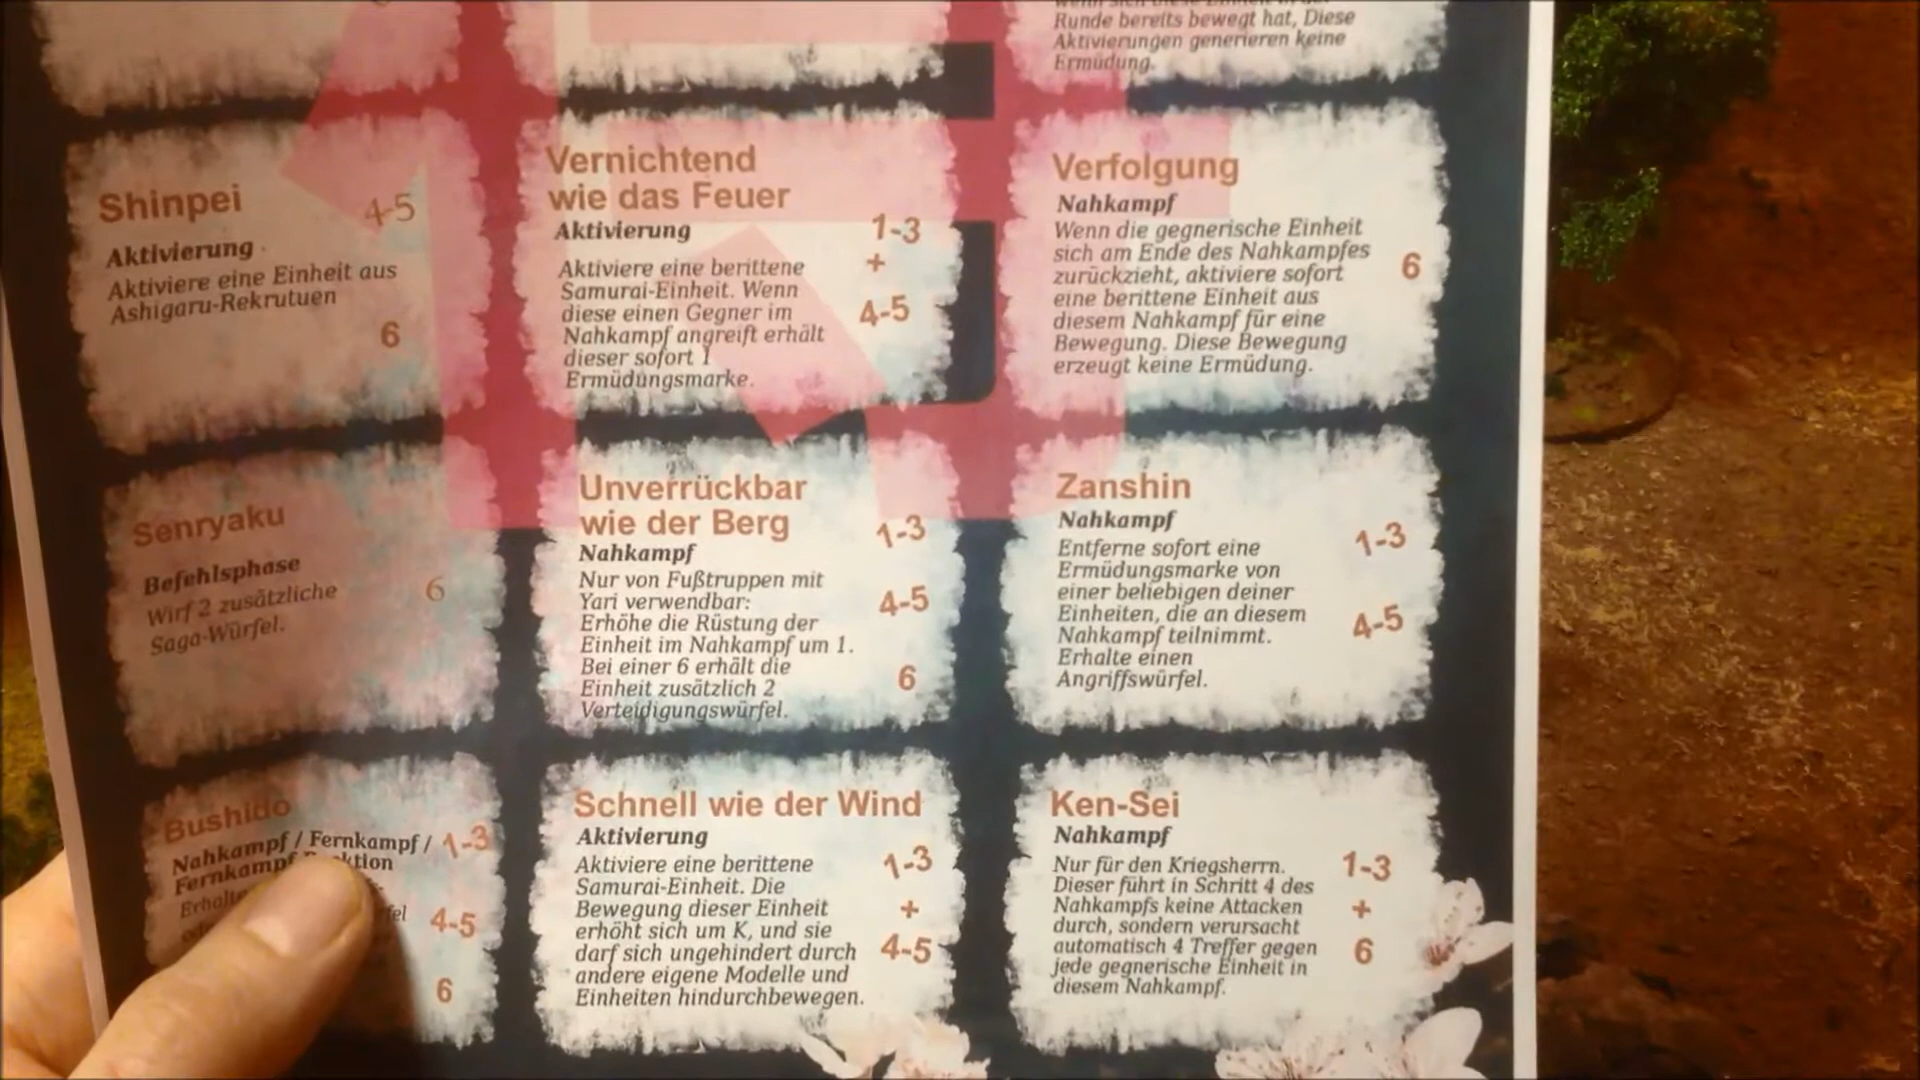 Runde bereits bewegt hat, Diese
Aktivierungen generieren keine
Ermüdung.
Shinpei
4-5
Aktivierung
Aktiviere eine Einheit aus
Ashigaru-Rekrutuen
6
Vernichtend
wie das Feuer
Aktivierung
1-3
+
4-5
Aktiviere eine berittene
Samurai-Einheit. Wenn
diese einen Gegner im
Nahkampf angreift erhält
dieser sofort 1
Ermüdungsmarke.
Verfolgung
Nahkampf
Wenn die gegnerische Einheit
sich am Ende des Nahkampfes
zurückzieht, aktiviere sofort
eine berittene Einheit aus
diesem Nahkampf für eine
Bewegung. Diese Bewegung
erzeugt keine Ermüdung.
6
Senryaku
Befehlsphase
Wirf 2 zusätzliche
Saga-Würfel.
6
Unverrückbar
wie der Berg
Nahkampf
Nur von Fußtruppen mit
Yari verwendbar:
Erhöhe die Rüstung der
Einheit im Nahkampf um 1.
Bei einer 6 erhält die
Einheit zusätzlich 2
Verteidigungswürfel.
1-3
4-5
6
Zanshin
Nahkampf
Entferne sofort eine
Ermüdungsmarke von
einer beliebigen deiner
Einheiten, die an diesem
Nahkampf teilnimmt.
Erhalte einen
Angriffswürfel.
1-3
4-5
Bushido
Nahkampf / Fernkampf /
Fernkampf
1-3
4-5
6
Schnell wie der Wind
Aktivierung
Aktiviere eine berittene
Samurai-Einheit. Die
Bewegung dieser Einheit
erhöht sich um K, und sie
darf sich ungehindert durch
andere eigene Modelle und
Einheiten hindurchbewegen.
1-3
+
4-5
Ken-Sei
Nahkampf
Nur für den Kriegsherrn.
Dieser führt in Schritt 4 des
Nahkampfs keine Attacken
durch, sondern verursacht
automatisch 4 Treffer gegen
jede gegnerische Einheit in
diesem Nahkampf.
1-3
+
6